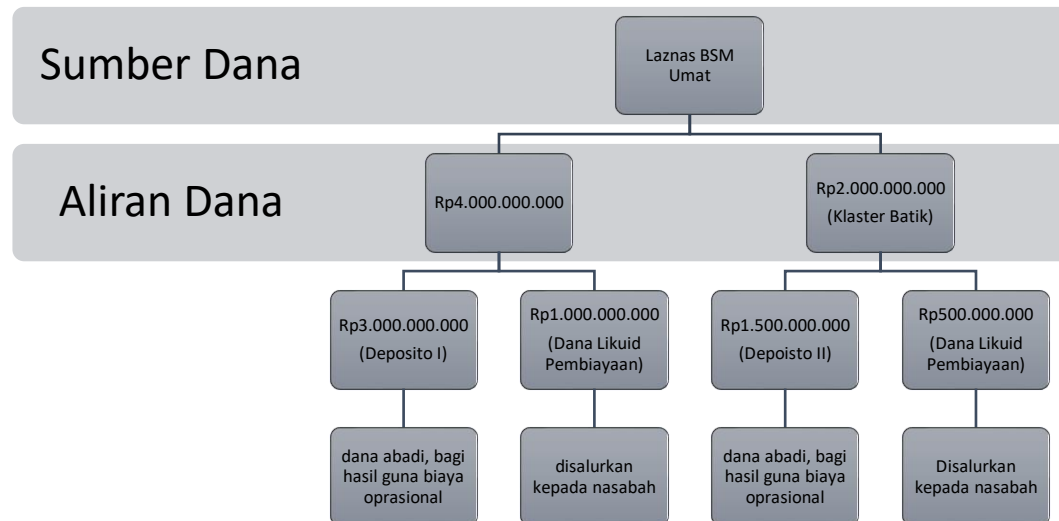 Sumber Dana
Laznas BSM
Umat
Aliran Dana
Rp4.000.000.000
Rp2.000.000.000
(Klaster Batik)
Rp3.000.000.000
(Deposito I)
Rp1.000.000.000
(Dana Likuid
Pembiayaan)
Rp1.500.000.000
(Depoisto II)
Rp500.000.000
(Dana Likuid
Pembiayaan)
dana abadi, bagi
hasil guna biaya
oprasional
disalurkan
kepada nasabah
dana abadi, bagi
hasil guna biaya
oprasional
Disalurkan
kepada nasabah